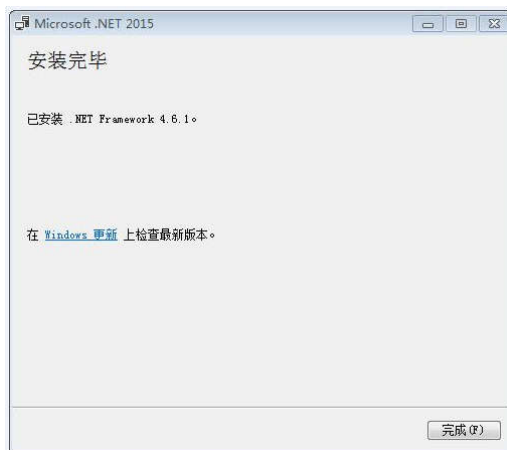 Microsoft .NET 2015
安装完毕
已安装 .NET Framework 4.6.1。
在 Windows 更新 上检查最新版本。
完成(F)